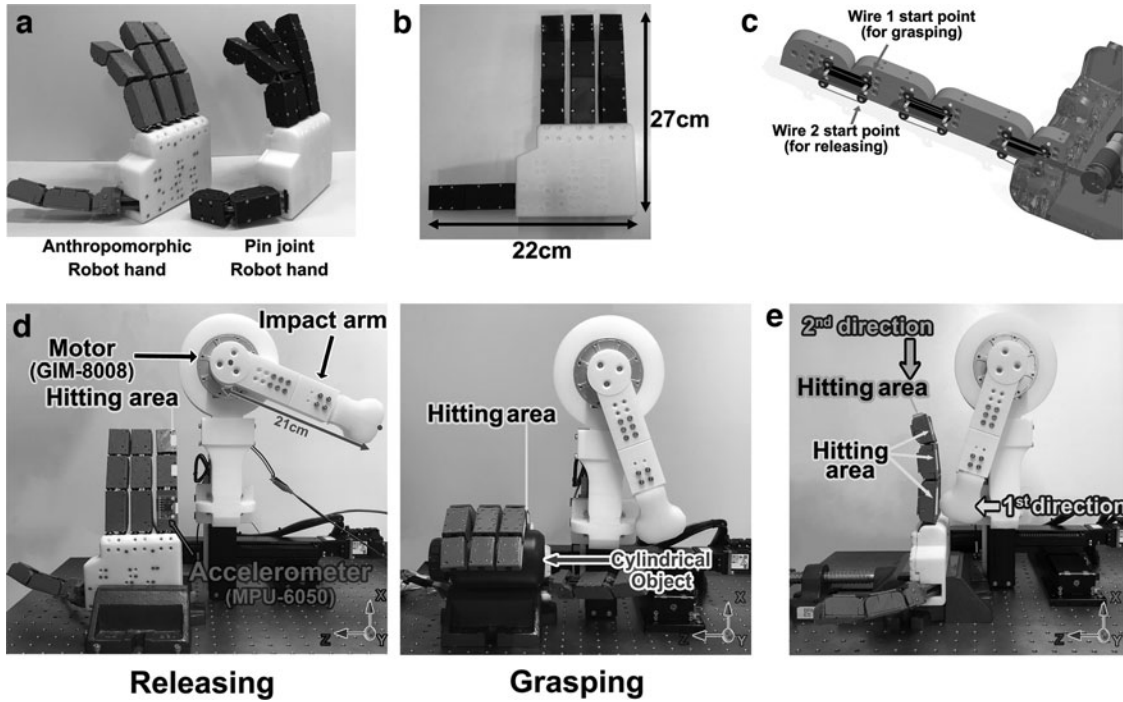 a
Anthropomorphic
Robot hand
Pin joint
Robot hand
b
27cm
22cm
c
Wire 1 start point
(for grasping)
Wire 2 start point
(for releasing)
d
Motor
(GIM-8008)
Hitting area
Impact arm
21cm
Accelerometer
(MPU-6050)
X
Z
Y
Releasing
Hitting area
Cylindrical
Object
X
Z
Y
Grasping
e
2nd direction
Hitting area
Hitting
area
1st direction
X
Z
Y